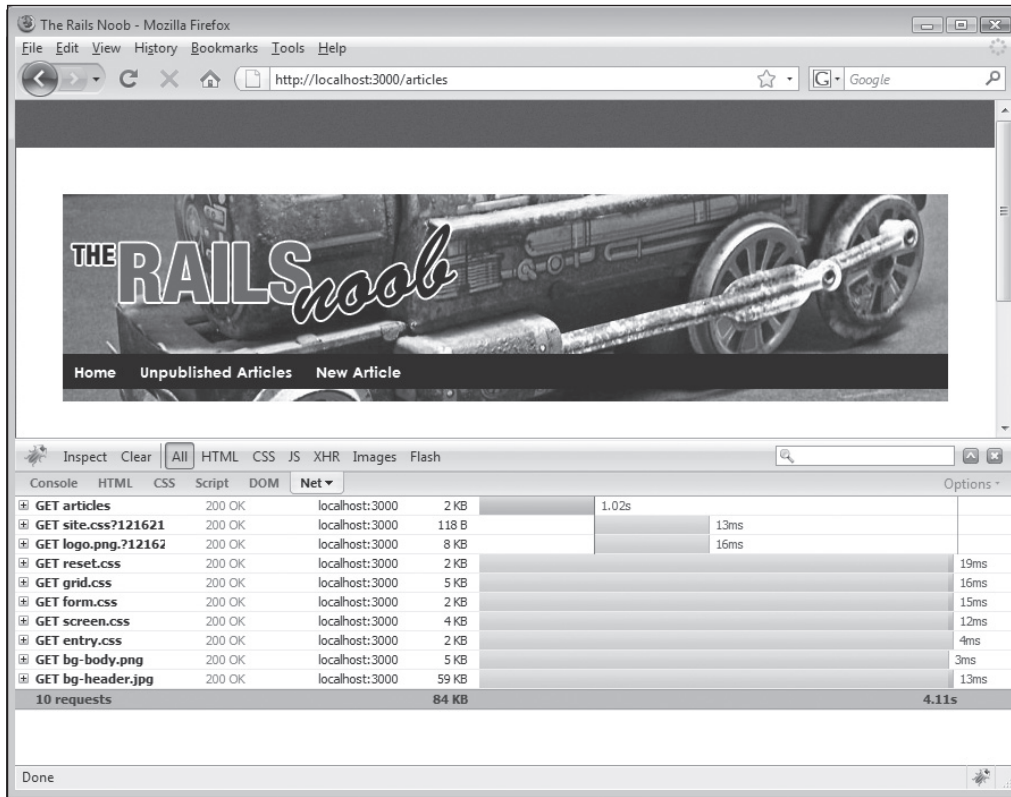 The Rails Noob - Mozilla Firefox
File Edit View History Bookmarks Tools Help
http://localhost:3000/articles
G Google
THE RAILS noob
Home Unpublished Articles New Article
Inspect Clear All HTML CSS JS XHR Images Flash
Console HTML CSS Script DOM Net Options
GET articles 200 OK localhost:3000 2 KB 1.02s
GET site.css?121621 200 OK localhost:3000 118 B 13ms
GET logo.png.?12162 200 OK localhost:3000 8 KB 16ms
GET reset.css 200 OK localhost:3000 2 KB 19ms
GET grid.css 200 OK localhost:3000 5 KB 16ms
GET form.css 200 OK localhost:3000 2 KB 15ms
GET screen.css 200 OK localhost:3000 4 KB 12ms
GET entry.css 200 OK localhost:3000 2 KB 4ms
GET bg-body.png 200 OK localhost:3000 5 KB 3ms
GET bg-header.jpg 200 OK localhost:3000 59 KB 13ms
10 requests 84 KB 4.11s
Done